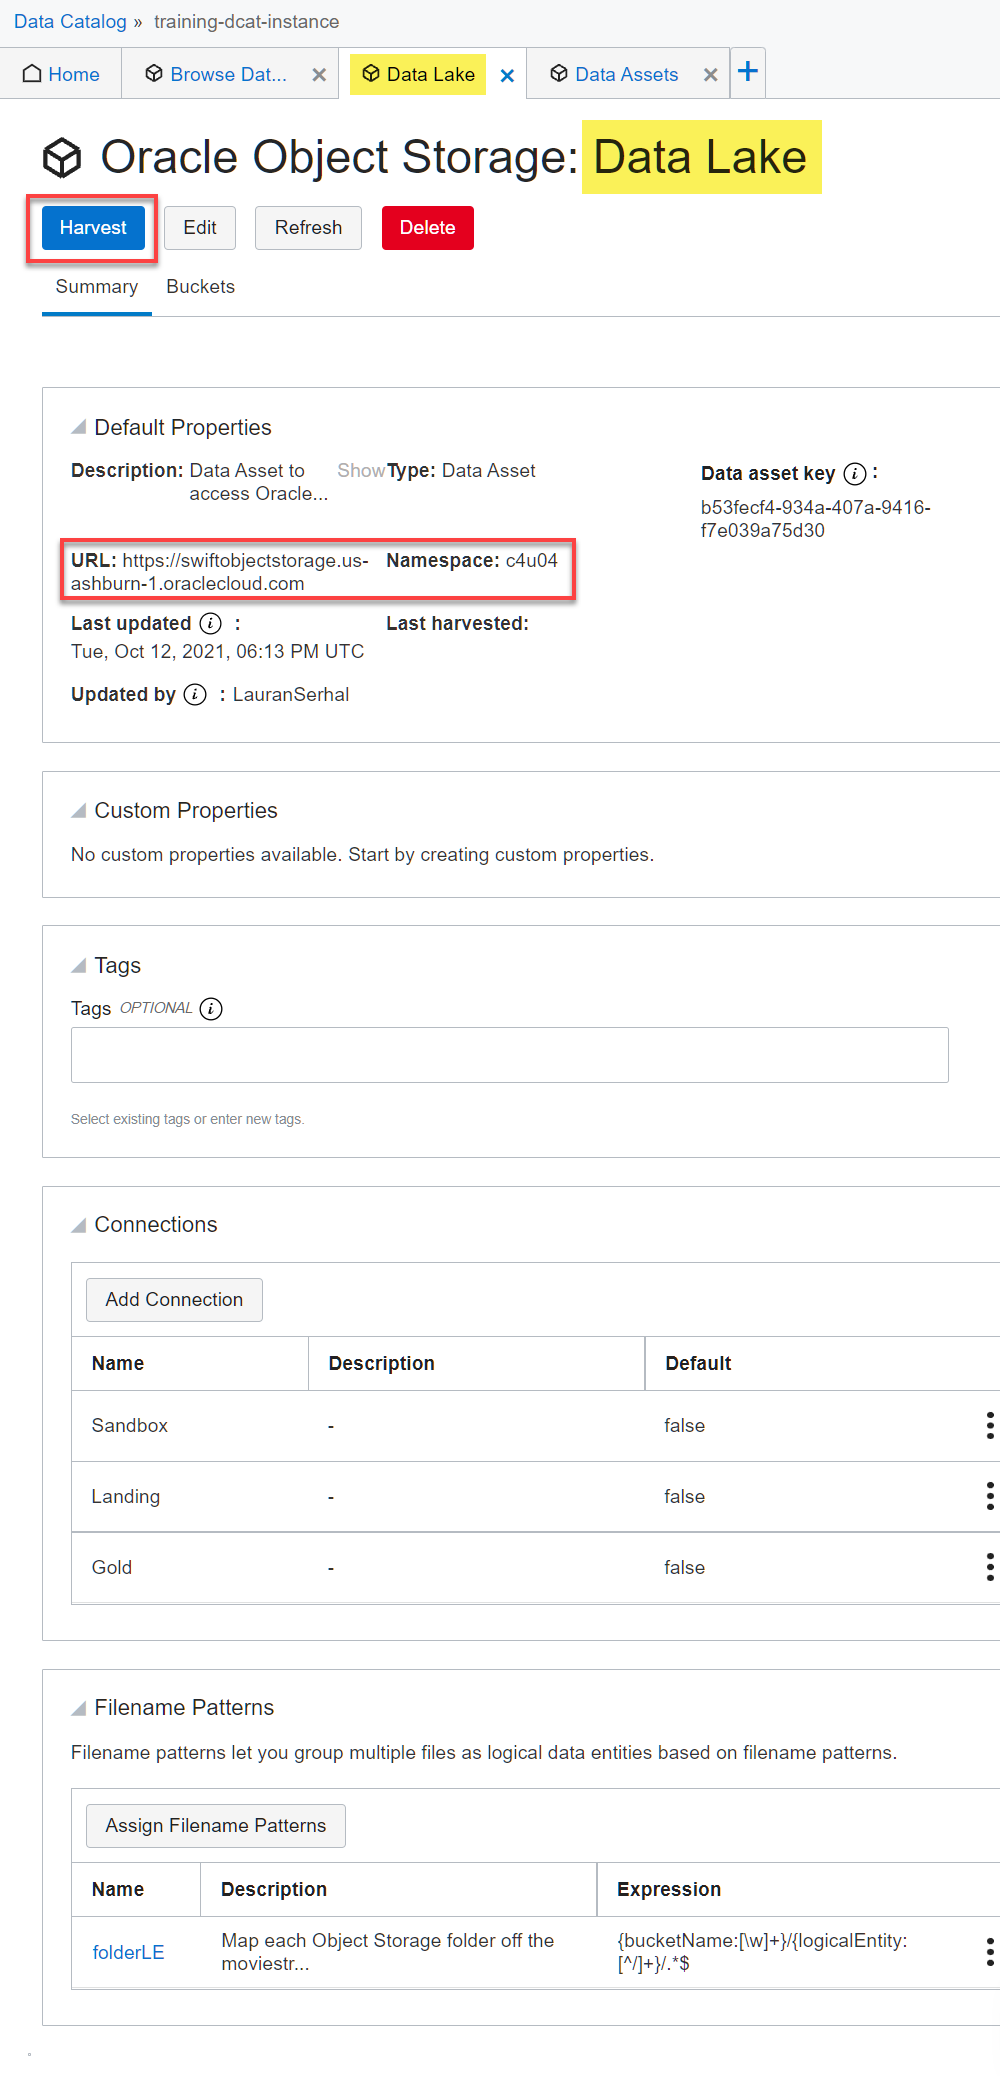 Data Catalog » training-dcat-instance
Home Browse Dat... × Data Lake × Data Assets × +
Oracle Object Storage: Data Lake
Harvest Edit Refresh Delete
Summary Buckets
Default Properties
Description: Data Asset to access Oracle... Show
Type: Data Asset
Data asset key i :
b53fecf4-934a-407a-9416-
f7e039a75d30
URL: https://swiftobjectstorage.us-
ashburn-1.oraclecloud.com
Namespace: c4u04
Last updated i :
Tue, Oct 12, 2021, 06:13 PM UTC
Last harvested:
Updated by i : LauranSerhal
Custom Properties
No custom properties available. Start by creating custom properties.
Tags
Tags OPTIONAL i
Select existing tags or enter new tags.
Connections
Add Connection
Name Description Default
Sandbox - false
Landing - false
Gold - false
Filename Patterns
Filename patterns let you group multiple files as logical data entities based on filename patterns.
Assign Filename Patterns
Name Description Expression
folderLE
Map each Object Storage folder off the
moviestr...
{bucketName:[\w]+}/{logicalEntity:
[^/]+}/.*$